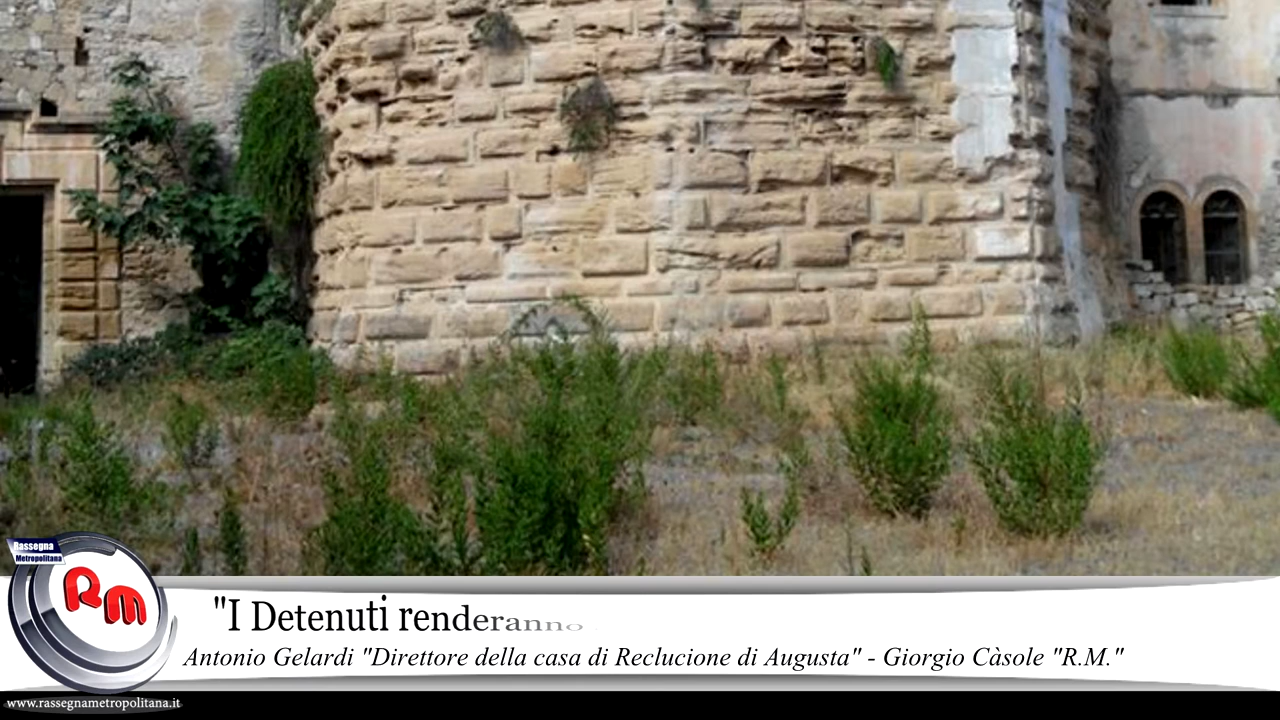 Rassegna
Metropolitana
Rm
"I Detenuti renderanno
Antonio Gelardi "Direttore della casa di Reclucione di Augusta" - Giorgio Càsole "R.M."
www.rassegnametropolitana.it